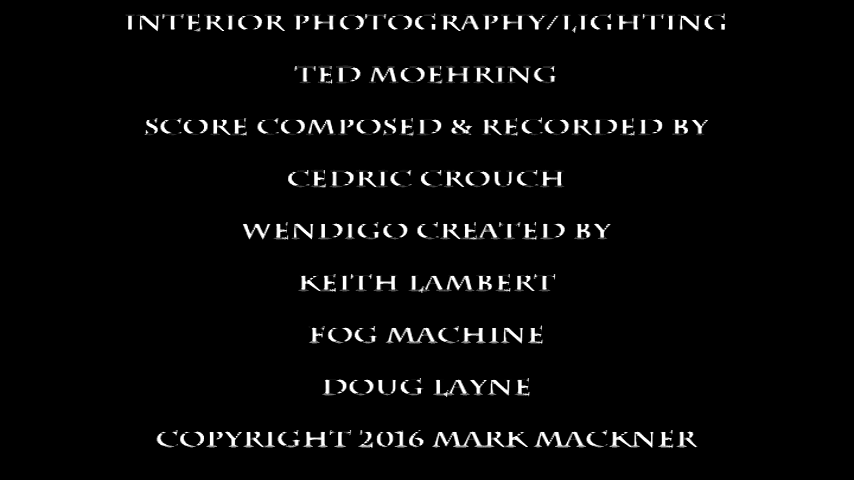 INTERIOR PHOTOGRAPHY/LIGHTING
TED MOEHRING
SCORE COMPOSED & RECORDED BY
CEDRIC CROUCH
WENDIGO CREATED BY
KEITH LAMBERT
FOG MACHINE
DOUG LAYNE
COPYRIGHT 2016 MARK MACKNER